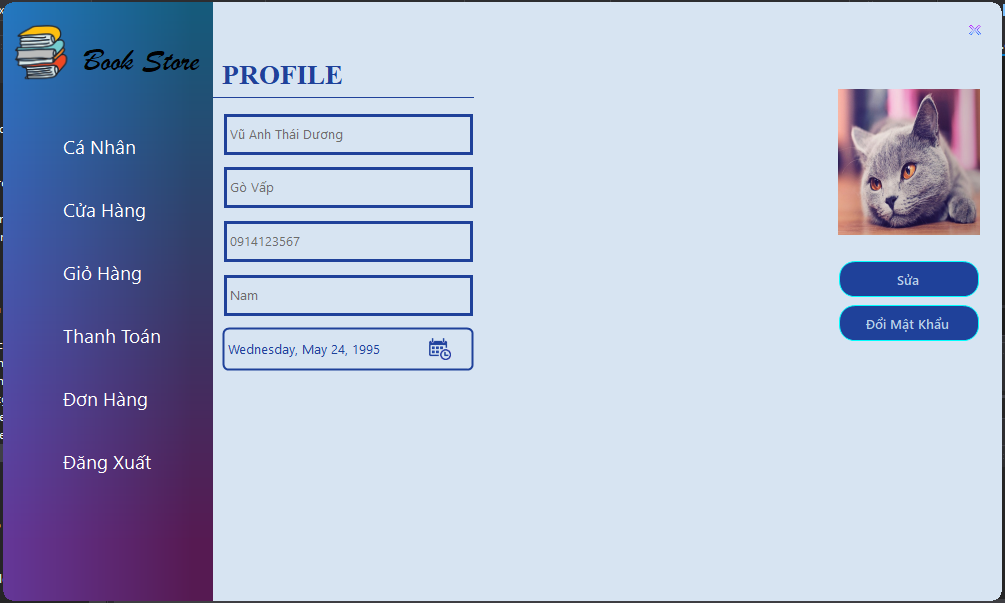 Book Store
Cá Nhân
Cửa Hàng
Giỏ Hàng
Thanh Toán
Đơn Hàng
Đăng Xuất
PROFILE
Vũ Anh Thái Dương
Gò Vấp
0914123567
Nam
Wednesday, May 24, 1995
Sửa
Đổi Mật Khẩu